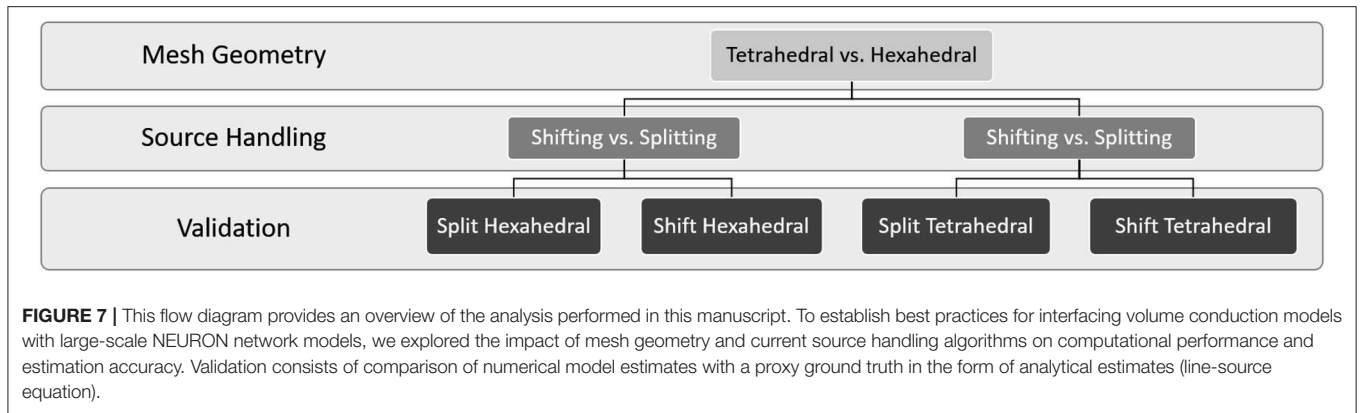 Mesh Geometry
Tetrahedral vs. Hexahedral
Source Handling
Shifting vs. Splitting
Shifting vs. Splitting
Validation
Split Hexahedral
Shift Hexahedral
Split Tetrahedral
Shift Tetrahedral
FIGURE 7 | This flow diagram provides an overview of the analysis performed in this manuscript. To establish best practices for interfacing volume conduction models
with large-scale NEURON network models, we explored the impact of mesh geometry and current source handling algorithms on computational performance and
estimation accuracy. Validation consists of comparison of numerical model estimates with a proxy ground truth in the form of analytical estimates (line-source
equation).